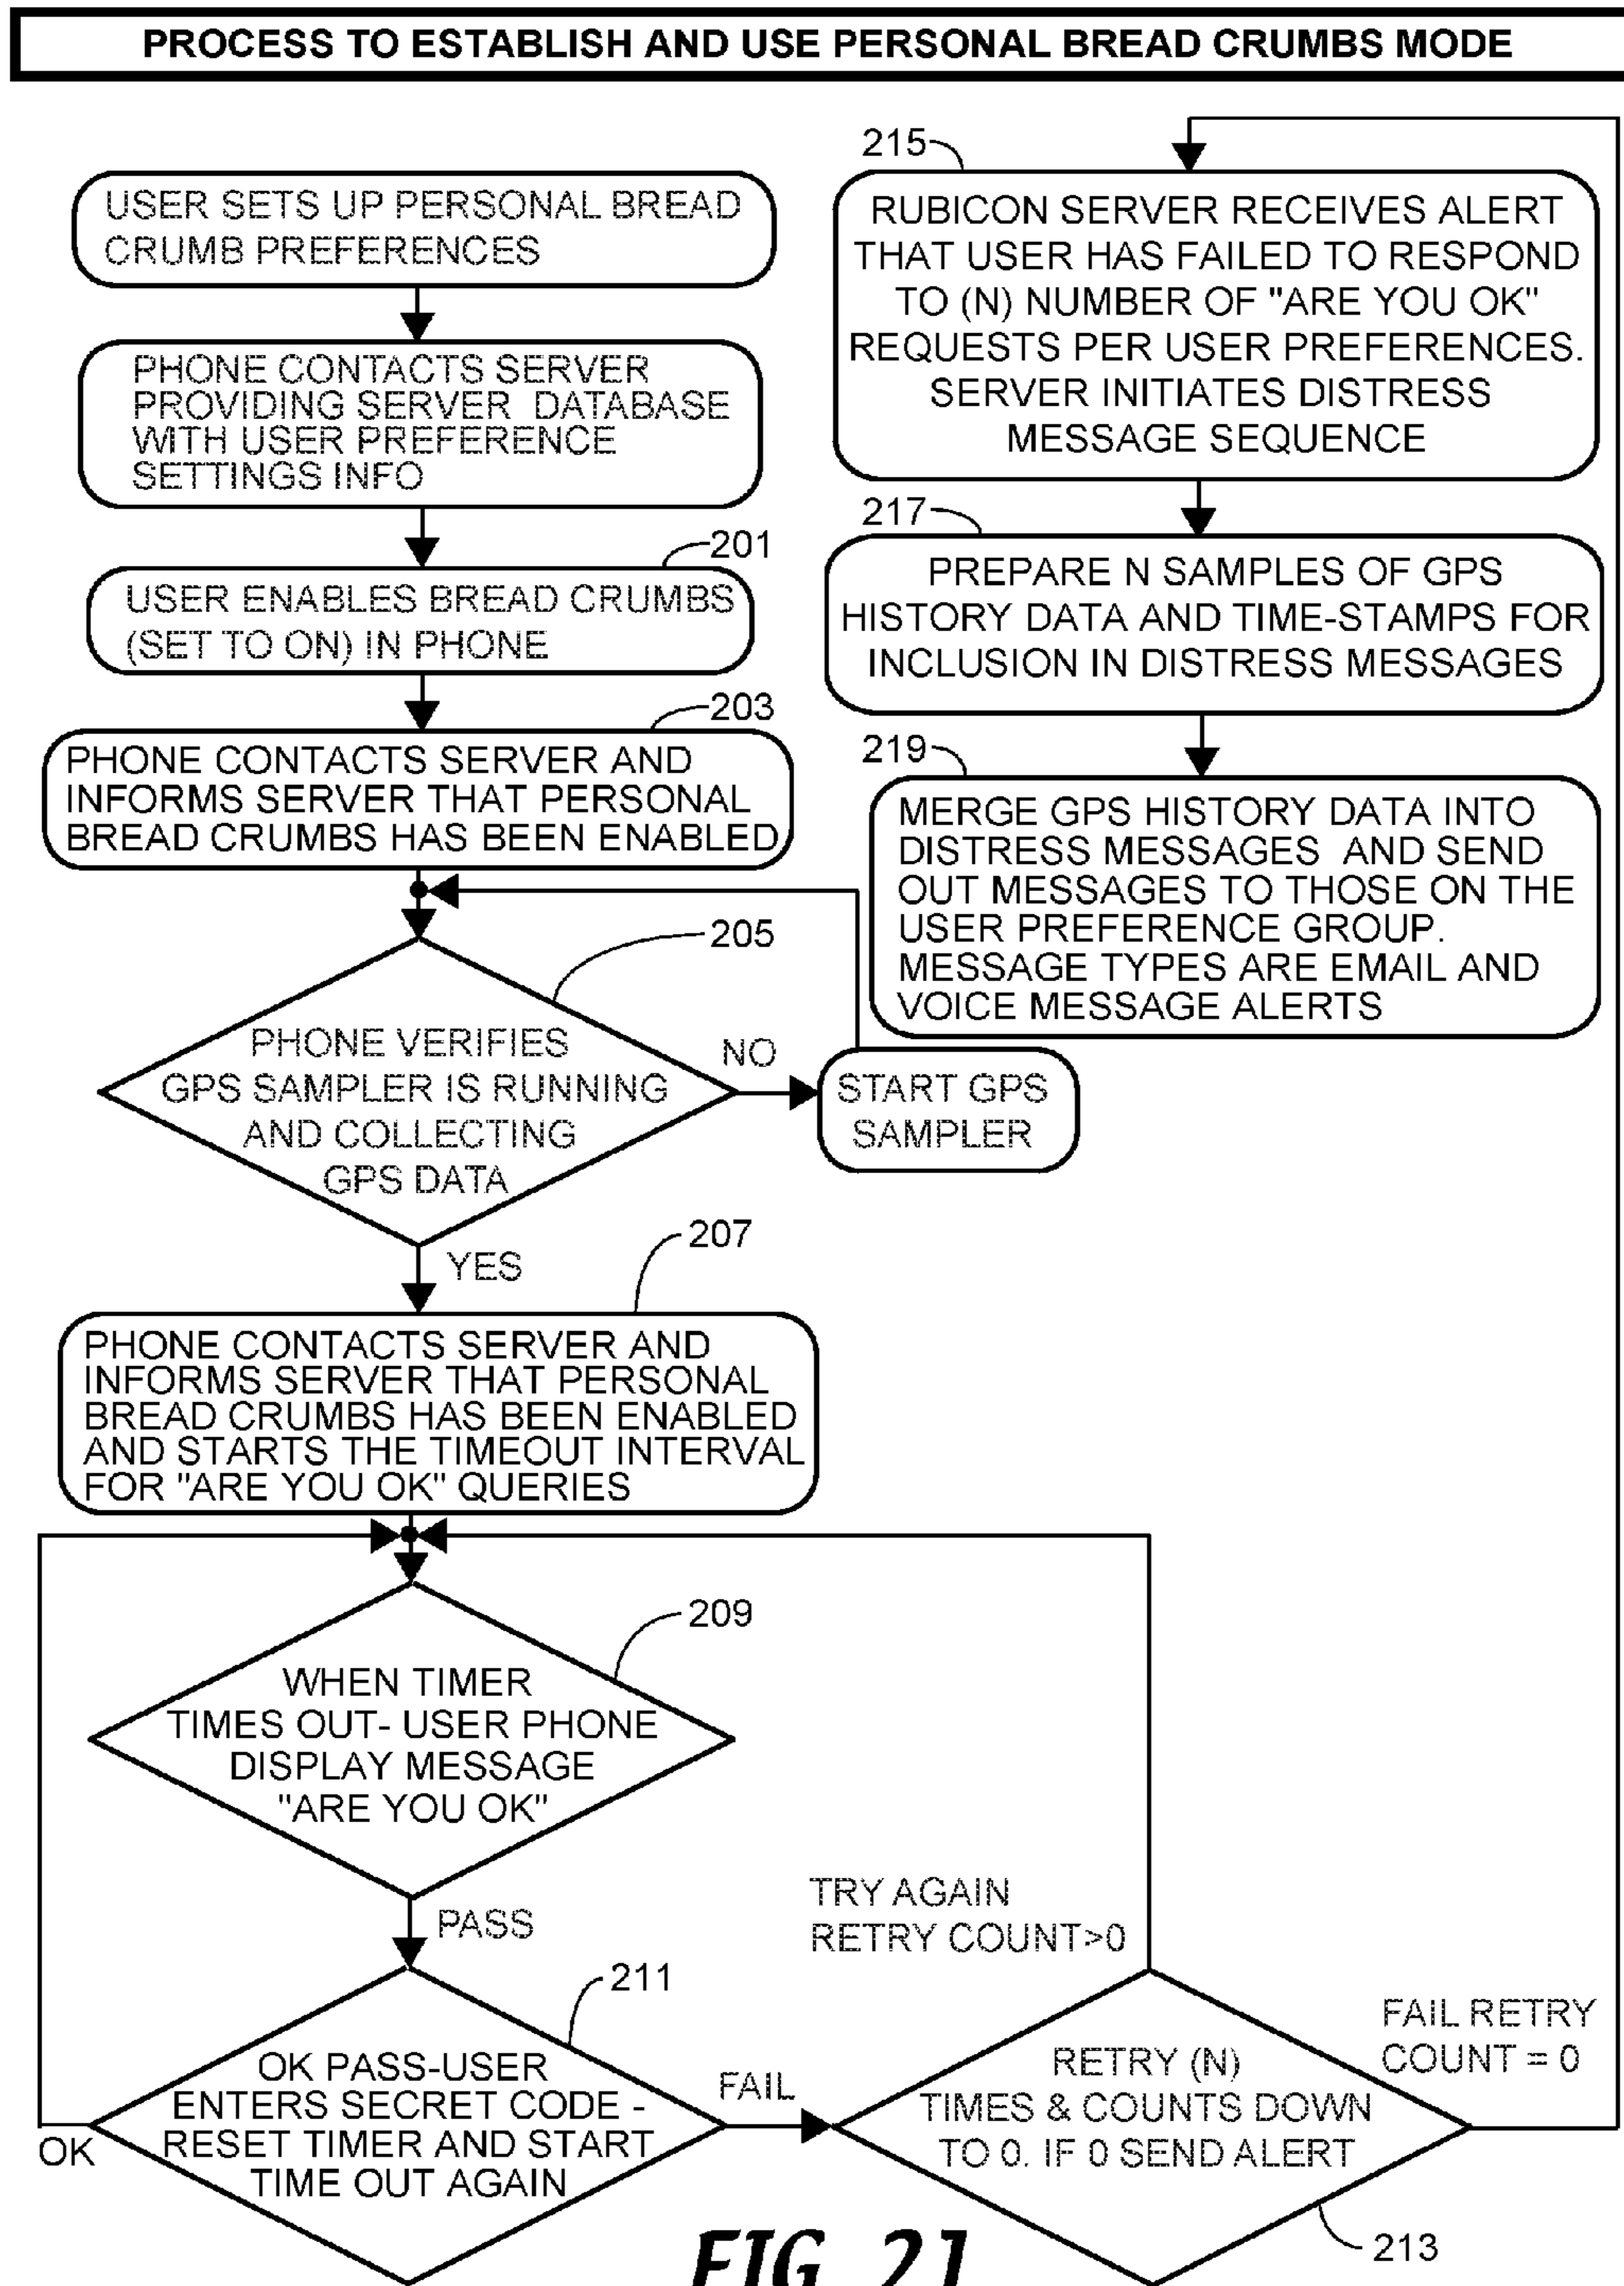 PROCESS TO ESTABLISH AND USE PERSONAL BREAD CRUMBS MODE
USER SETS UP PERSONAL BREAD
CRUMB PREFERENCES
PHONE CONTACTS SERVER
PROVIDING SERVER DATABASE
WITH USER PREFERENCE
SETTINGS INFO
201
USER ENABLES BREAD CRUMBS
(SET TO ON) IN PHONE
203
PHONE CONTACTS SERVER AND
INFORMS SERVER THAT PERSONAL
BREAD CRUMBS HAS BEEN ENABLED
205
PHONE VERIFIES
GPS SAMPLER IS RUNNING
AND COLLECTING
GPS DATA
NO
START GPS
SAMPLER
YES
207
PHONE CONTACTS SERVER AND
INFORMS SERVER THAT PERSONAL
BREAD CRUMBS HAS BEEN ENABLED
AND STARTS THE TIMEOUT INTERVAL
FOR "ARE YOU OK" QUERIES
209
WHEN TIMER
TIMES OUT- USER PHONE
DISPLAY MESSAGE
"ARE YOU OK"
PASS
211
OK PASS-USER
ENTERS SECRET CODE -
RESET TIMER AND START
TIME OUT AGAIN
OK
FAIL
TRY AGAIN
RETRY COUNT>0
RETRY (N)
TIMES & COUNTS DOWN
TO 0. IF 0 SEND ALERT
213
FAIL RETRY
COUNT = 0
215
RUBICON SERVER RECEIVES ALERT
THAT USER HAS FAILED TO RESPOND
TO (N) NUMBER OF "ARE YOU OK"
REQUESTS PER USER PREFERENCES.
SERVER INITIATES DISTRESS
MESSAGE SEQUENCE
217
PREPARE N SAMPLES OF GPS
HISTORY DATA AND TIME-STAMPS FOR
INCLUSION IN DISTRESS MESSAGES
219
MERGE GPS HISTORY DATA INTO
DISTRESS MESSAGES AND SEND
OUT MESSAGES TO THOSE ON THE
USER PREFERENCE GROUP.
MESSAGE TYPES ARE EMAIL AND
VOICE MESSAGE ALERTS
FIG 21